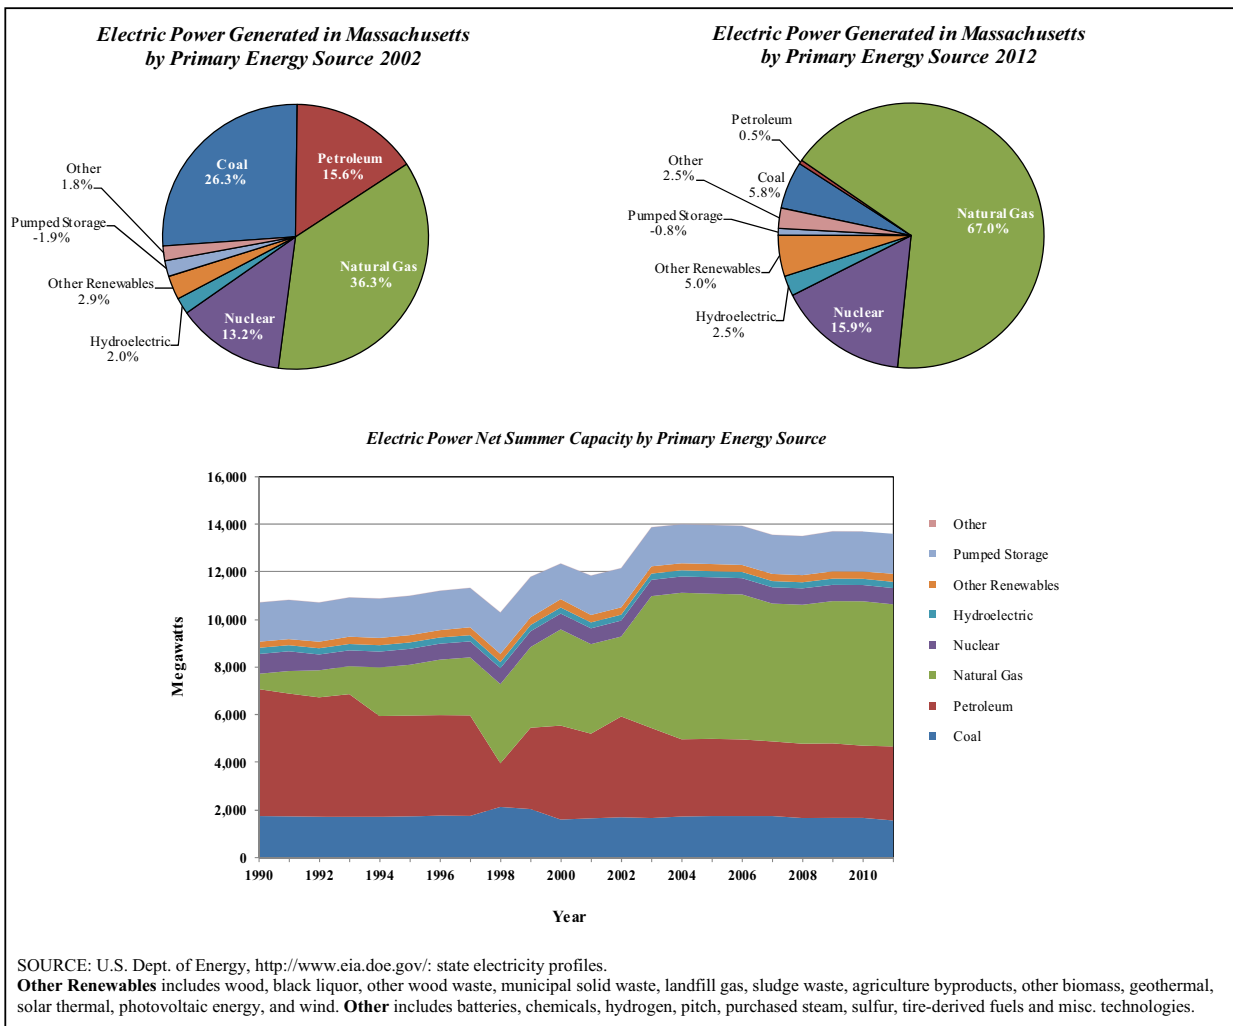 Electric Power Generated in Massachusetts
by Primary Energy Source 2002
Coal
26.3%
Petroleum
15.6%
Natural Gas
36.3%
Nuclear
13.2%
Hydroelectric
2.0%
Other Renewables
2.9%
Pumped Storage
-1.9%
Other
1.8%
Electric Power Generated in Massachusetts
by Primary Energy Source 2012
Petroleum
0.5%
Other
2.5%
Coal
5.8%
Pumped Storage
-0.8%
Other Renewables
5.0%
Hydroelectric
2.5%
Nuclear
15.9%
Natural Gas
67.0%
Electric Power Net Summer Capacity by Primary Energy Source
Megawatts
16,000
14,000
12,000
10,000
8,000
6,000
4,000
2,000
0
1990 1992 1994 1996 1998 2000 2002 2004 2006 2008 2010
Year
Other
Pumped Storage
Other Renewables
Hydroelectric
Nuclear
Natural Gas
Petroleum
Coal
SOURCE: U.S. Dept. of Energy, http://www.eia.doe.gov/: state electricity profiles.
Other Renewables includes wood, black liquor, other wood waste, municipal solid waste, landfill gas, sludge waste, agriculture byproducts, other biomass, geothermal,
solar thermal, photovoltaic energy, and wind. Other includes batteries, chemicals, hydrogen, pitch, purchased steam, sulfur, tire-derived fuels and misc. technologies.